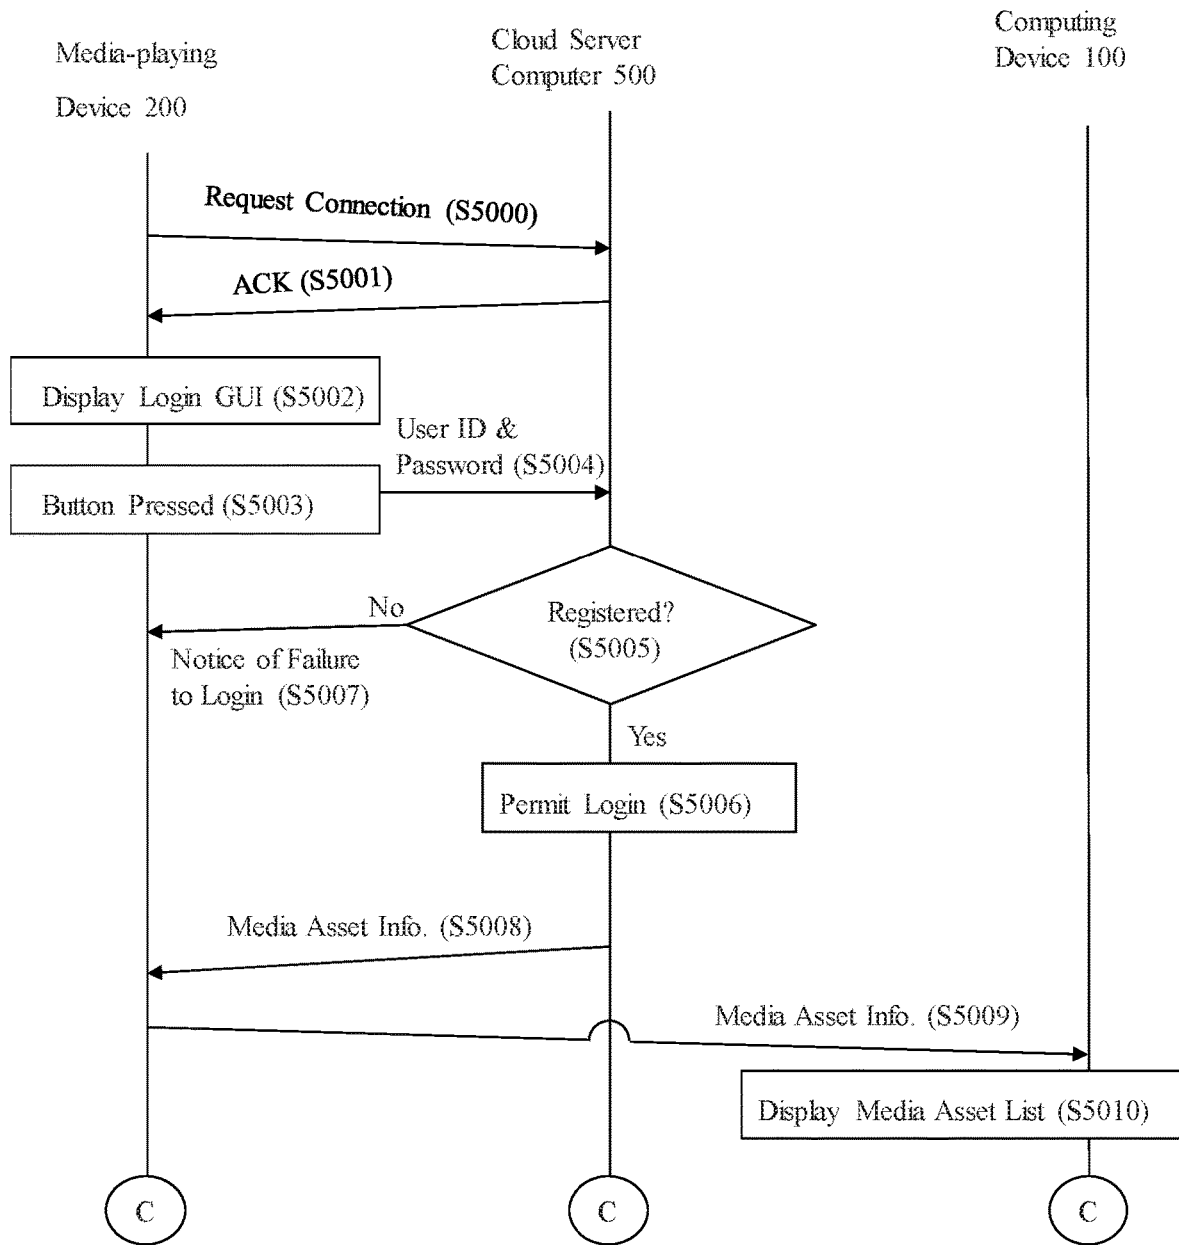 Media-playing
Device 200
Cloud Server
Computer 500
Computing
Device 100
Request Connection (S5000)
ACK (S5001)
Display Login GUI (S5002)
User ID &
Password (S5004)
Button Pressed (S5003)
No
Registered?
(S5005)
Notice of Failure
to Login (S5007)
Yes
Permit Login (S5006)
Media Asset Info. (S5008)
Media Asset Info. (S5009)
Display Media Asset List (S5010)
C
C
C